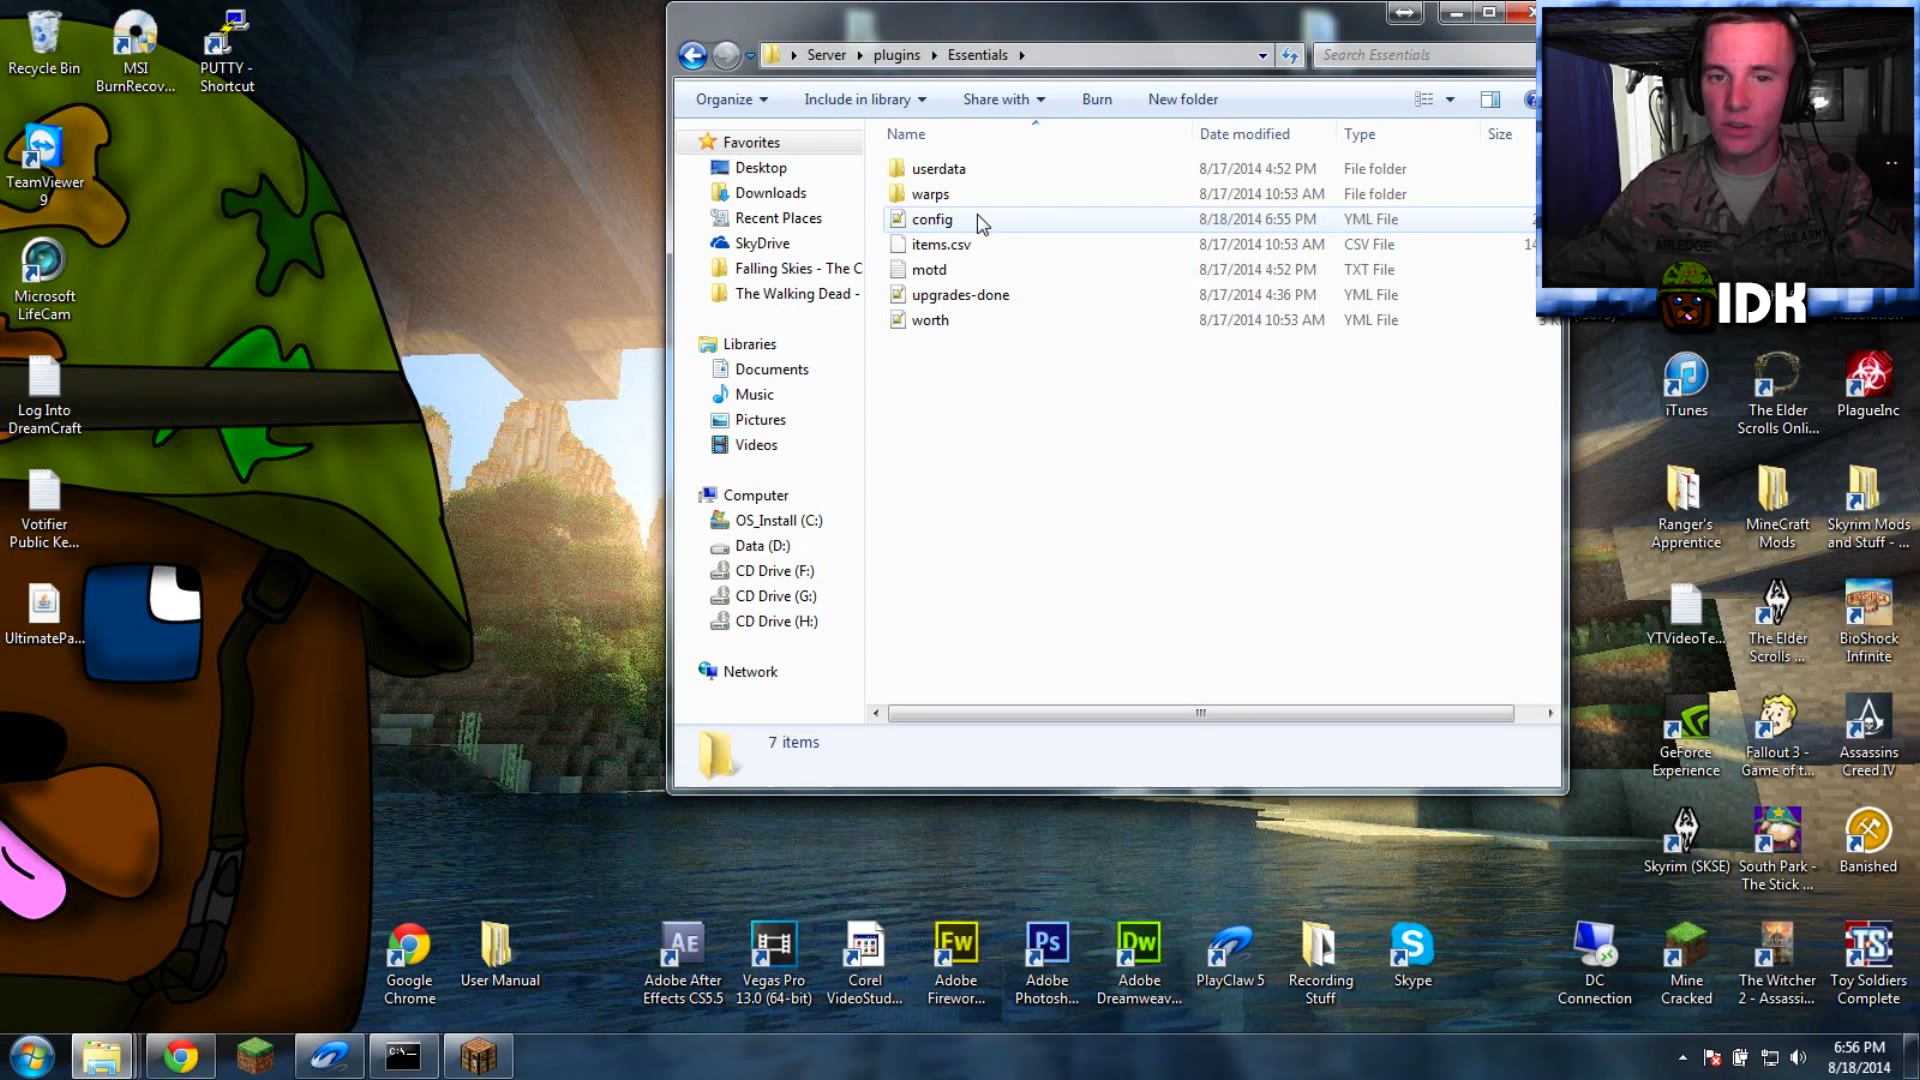 Recycle Bin
MSI
BurnRecov...
PUTTY -
Shortcut
TeamViewer
9
Microsoft
LifeCam
Log Into
DreamCraft
Votifier
Public Ke...
UltimatePa...
Server
plugins
Essentials
Search Essentials
Organize
Include in library
Share with
Burn
New folder
Name
Date modified
Type
Size
Favorites
Desktop
Downloads
Recent Places
SkyDrive
Falling Skies - The C
The Walking Dead -
Libraries
Documents
Music
Pictures
Videos
Computer
OS_Install (C:)
Data (D:)
CD Drive (F:)
CD Drive (G:)
CD Drive (H:)
Network
userdata 8/17/2014 4:52 PM File folder
warps 8/17/2014 10:53 AM File folder
config 8/18/2014 6:55 PM YML File
items.csv 8/17/2014 10:53 AM CSV File 14
motd 8/17/2014 4:52 PM TXT File
upgrades-done 8/17/2014 4:36 PM YML File
worth 8/17/2014 10:53 AM YML File
7 items
ARLEDGE
U.S. ARMY
IDK
iTunes
The Elder
Scrolls Onli...
PlagueInc
Ranger's
Apprentice
MineCraft
Mods
Skyrim Mods
and Stuff - ...
YTVideoTe...
The Elder
Scrolls ...
BioShock
Infinite
GeForce
Experience
Fallout 3 -
Game of t...
Assassins
Creed IV
Skyrim (SKSE)
South Park -
The Stick ...
Banished
Google
Chrome
User Manual
AE
Adobe After
Effects CS5.5
Vegas Pro
13.0 (64-bit)
Corel
VideoStud...
Fw
Adobe
Firewor...
Ps
Adobe
Photosh...
Dw
Adobe
Dreamweav...
PlayClaw 5
Recording
Stuff
Skype
DC
Connection
Mine
Cracked
The Witcher
2 - Assassi...
TS
Toy Soldiers
Complete
C:\
6:56 PM
8/18/2014